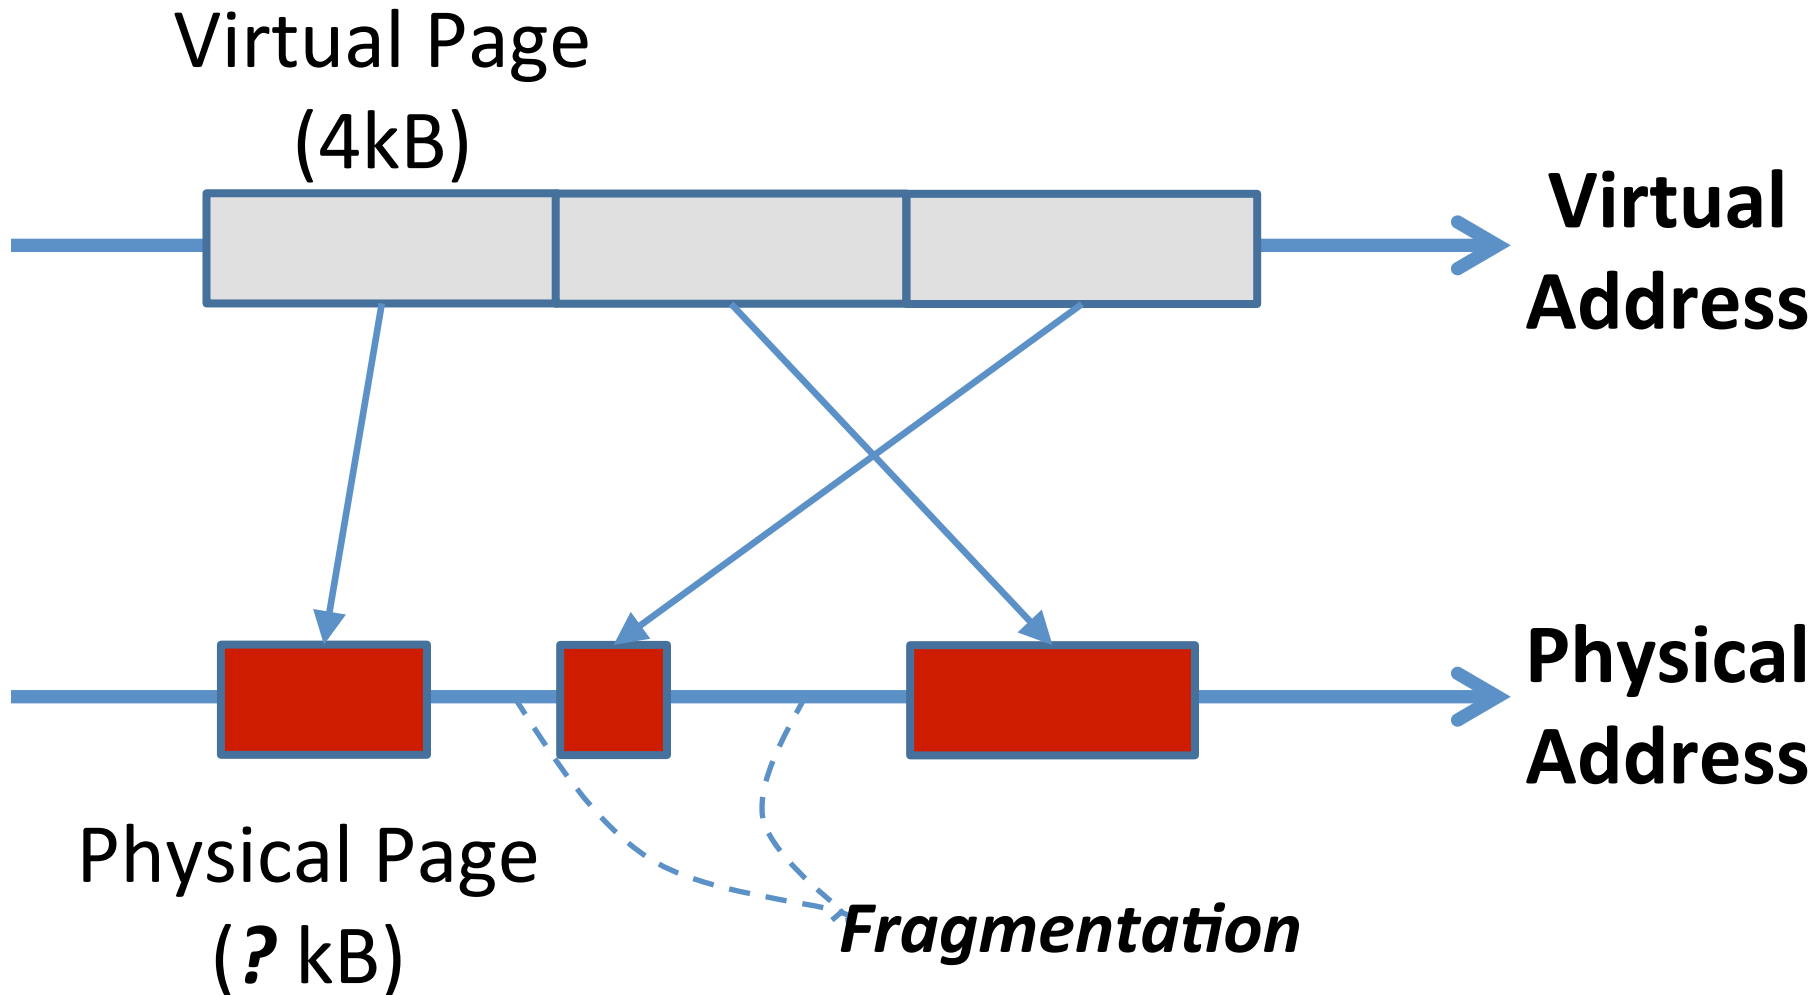 Virtual Page
(4kB)
Virtual
Address
Physical
Address
Physical Page
(? kB)
Fragmentation